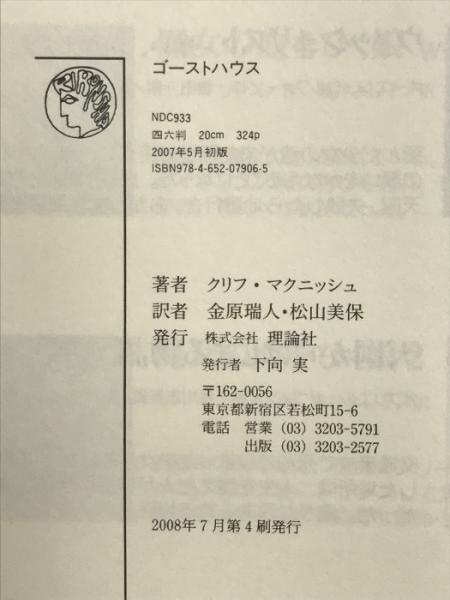 RIRONSHA
ゴーストハウス
NDC933
四六判 20cm 324p
2007年5月初版
ISBN978-4-652-07906-5
著者 クリフ・マクニッシュ
訳者 金原瑞人・松山美保
発行 株式会社 理論社
発行者 下向 実
〒162-0056
東京都新宿区若松町15-6
電話 営業 (03) 3203-5791
出版 (03) 3203-2577
2008年7月第4刷発行